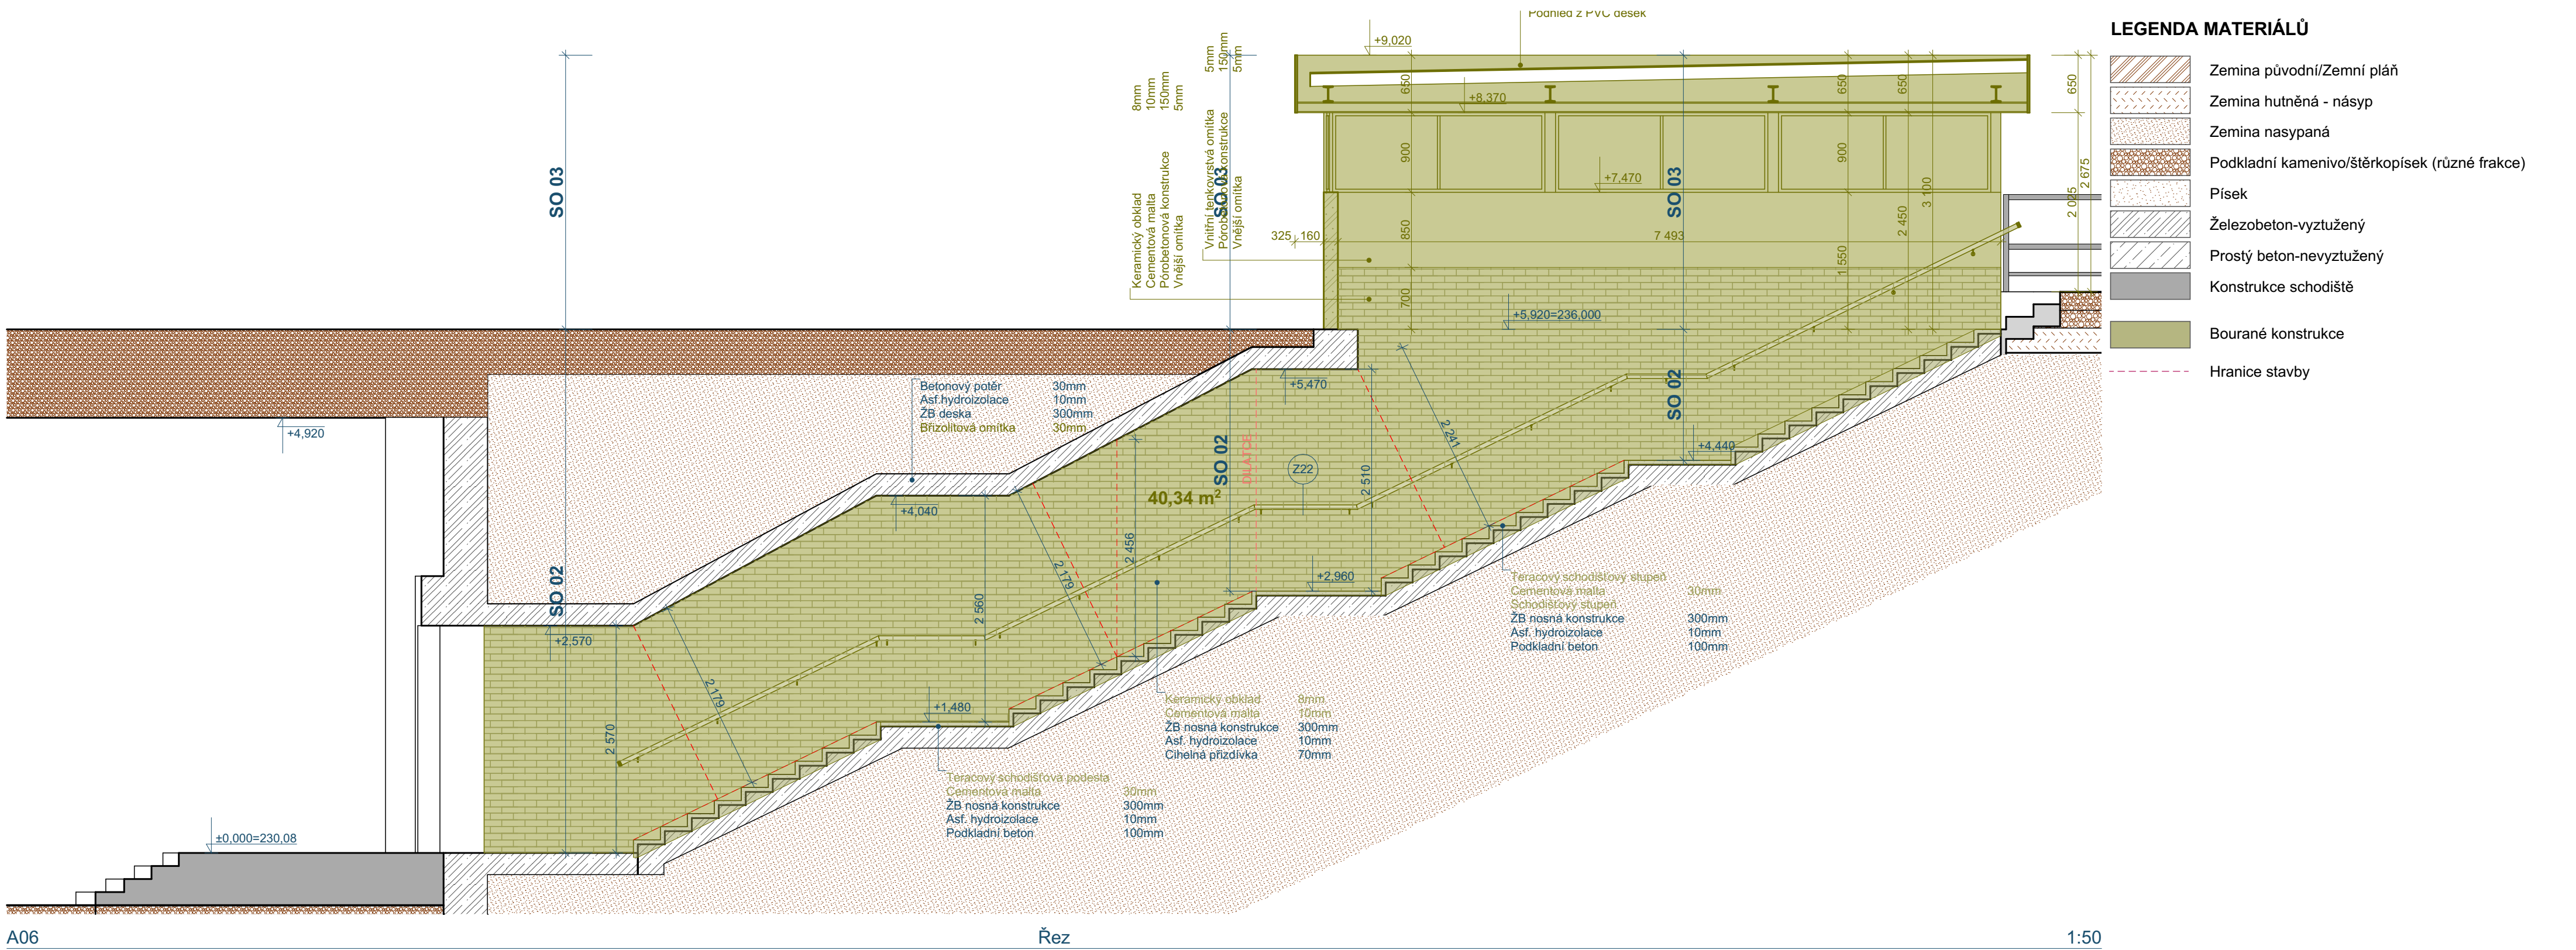 Podhled z PVC desek
+9,020
LEGENDA MATERIÁLŮ
Zemina původní/Zemní pláň
Zemina hutněná - násyp
Zemina nasypaná
Podkladní kamenivo/štěrkopísek (různé frakce)
Písek
Železobeton-vyztužený
Prostý beton-nevyztužený
Konstrukce schodiště
Bourané konstrukce
Hranice stavby
SO 03
SO 03
SO 03
Keramický obklad 8mm
Cementová malta 10mm
Pórobetonová konstrukce 150mm
Vnější omítka 5mm
Vnitřní tenkovrstvá omítka 5mm
Pórobetonová konstrukce 150mm
Vnější omítka 5mm
+8,370
+7,470
650
900
850
700
650
900
1 550
650
2 450
3 100
650
2 025
2 675
325
160
7 493
+5,920=236,000
+5,470
+4,920
Betonový potěr 30mm
Asf.hydroizolace 10mm
ŽB deska 300mm
Břizolitová omítka 30mm
SO 02
SO 02
SO 02
DILATCE
Z22
40,34 m²
+4,440
+4,040
2 241
2 510
2 456
2 179
2 560
+2,960
+2,570
2 179
2 570
+1,480
Teracový schodišťový stupeň
Cementová malta 30mm
Schodišťový stupeň
ŽB nosná konstrukce 300mm
Asf. hydroizolace 10mm
Podkladní beton 100mm
Keramický obklad 8mm
Cementová malta 10mm
ŽB nosná konstrukce 300mm
Asf. hydroizolace 10mm
Cihelná přizdívka 70mm
Teracový schodišťová podesta
Cementová malta 30mm
ŽB nosná konstrukce 300mm
Asf. hydroizolace 10mm
Podkladní beton 100mm
±0,000=230,08
A06
Řez
1:50